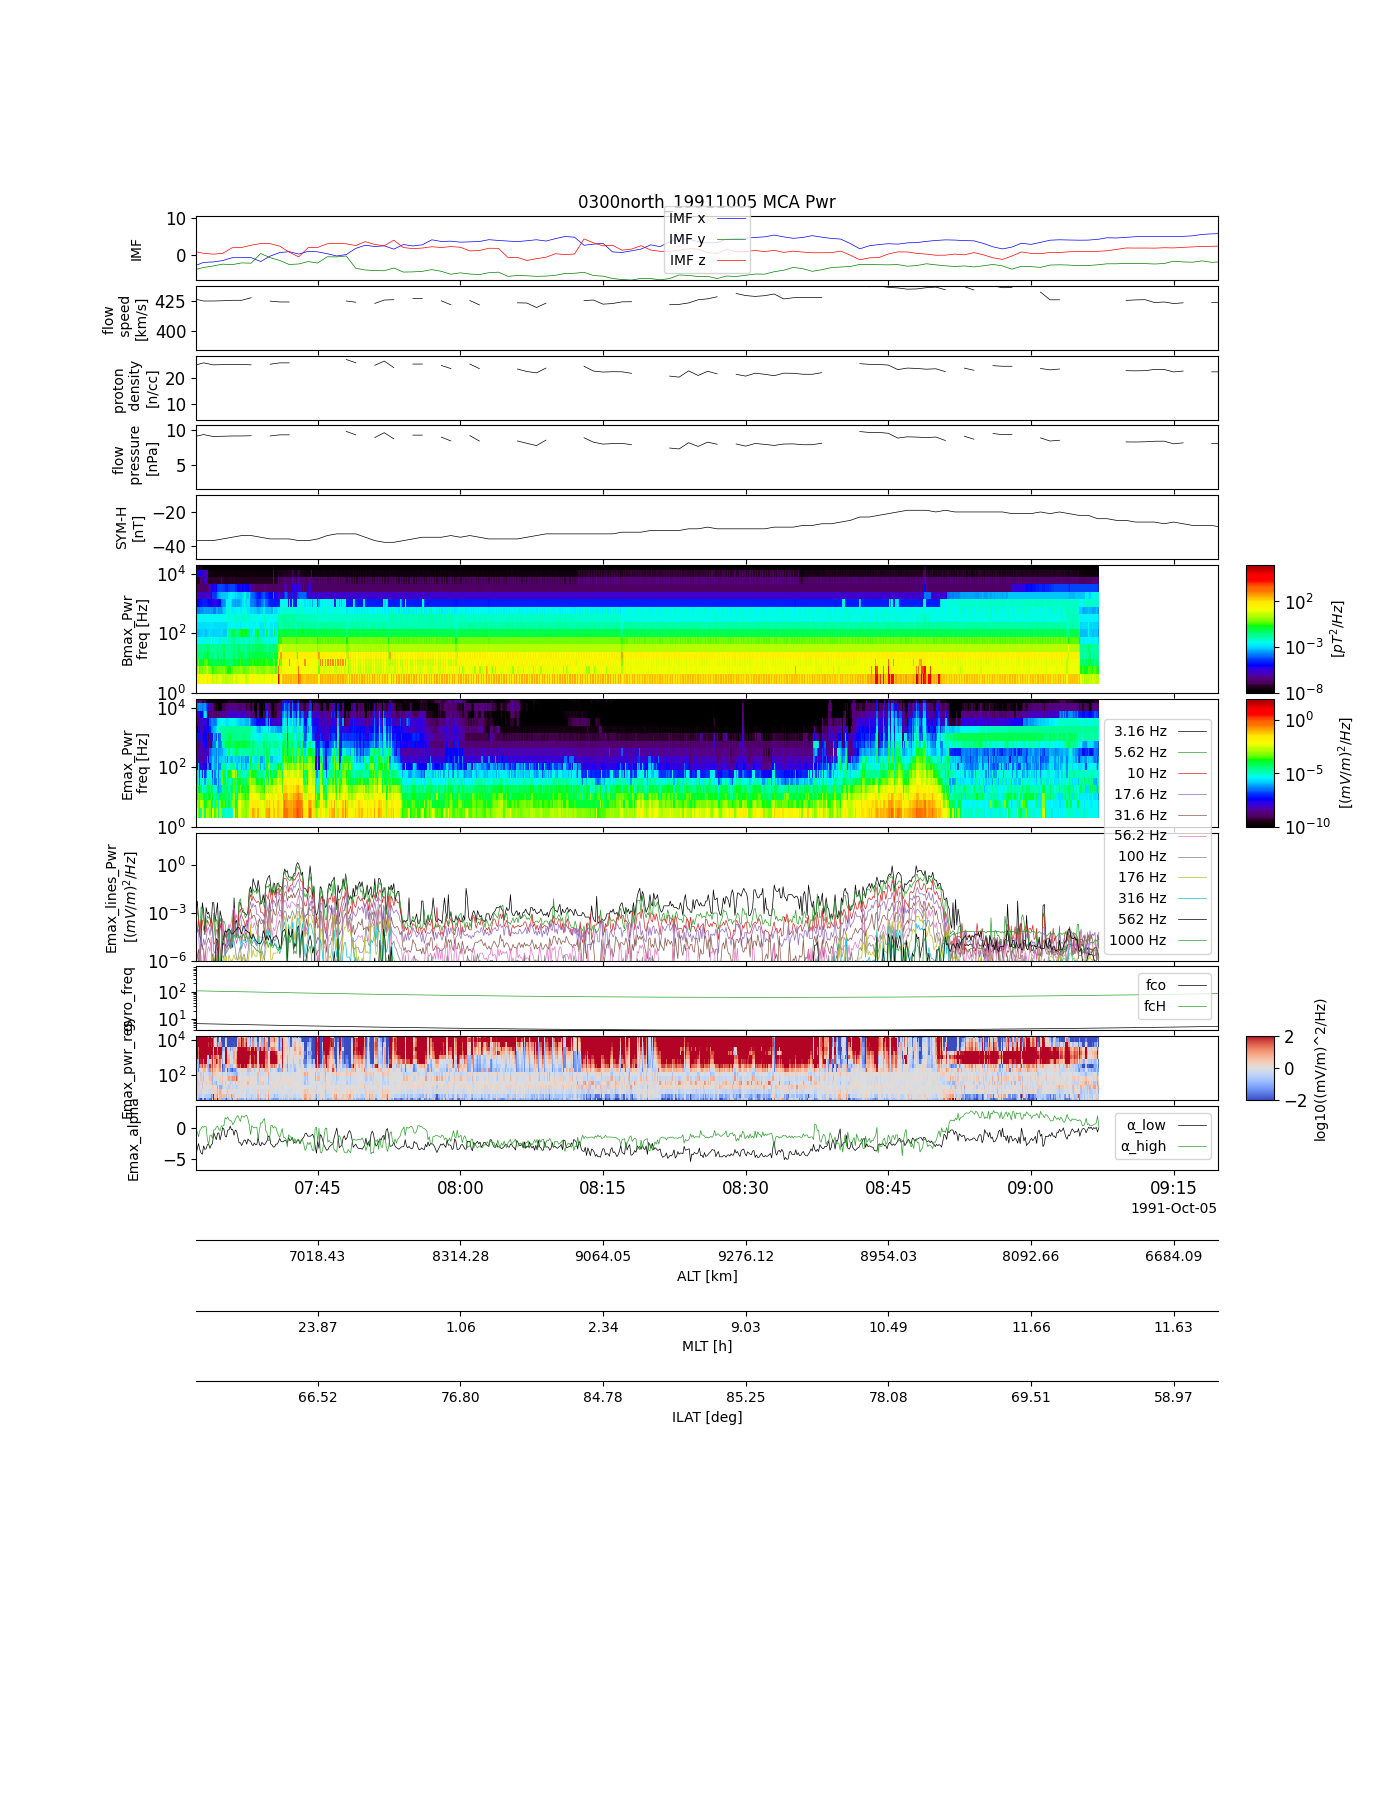 0300north_19911005 MCA Pwr
IMF
10
0
IMF x
IMF y
IMF z
flow
speed
[km/s]
425
400
proton
density
[n/cc]
20
10
flow
pressure
[nPa]
10
5
SYM-H
[nT]
−20
−40
Bmax_Pwr
freq [Hz]
10^4
10^2
10^0
10^2
10^-3
10^-8
[pT^2/Hz]
Emax_Pwr
freq [Hz]
10^4
10^2
10^0
10^0
10^-5
10^-10
[(mV/m)^2/Hz]
3.16 Hz
5.62 Hz
10 Hz
17.6 Hz
31.6 Hz
56.2 Hz
100 Hz
176 Hz
316 Hz
562 Hz
1000 Hz
Emax_lines_Pwr
[(mV/m)^2/Hz]
10^0
10^-3
10^-6
gyro_freq
10^2
10^1
fco
fcH
Emax_pwr_res
10^4
10^2
2
0
−2
log10((mV/m)^2/Hz)
Emax_alpha
0
−5
α_low
α_high
07:45 08:00 08:15 08:30 08:45 09:00 09:15
1991-Oct-05
7018.43 8314.28 9064.05 9276.12 8954.03 8092.66 6684.09
ALT [km]
23.87 1.06 2.34 9.03 10.49 11.66 11.63
MLT [h]
66.52 76.80 84.78 85.25 78.08 69.51 58.97
ILAT [deg]